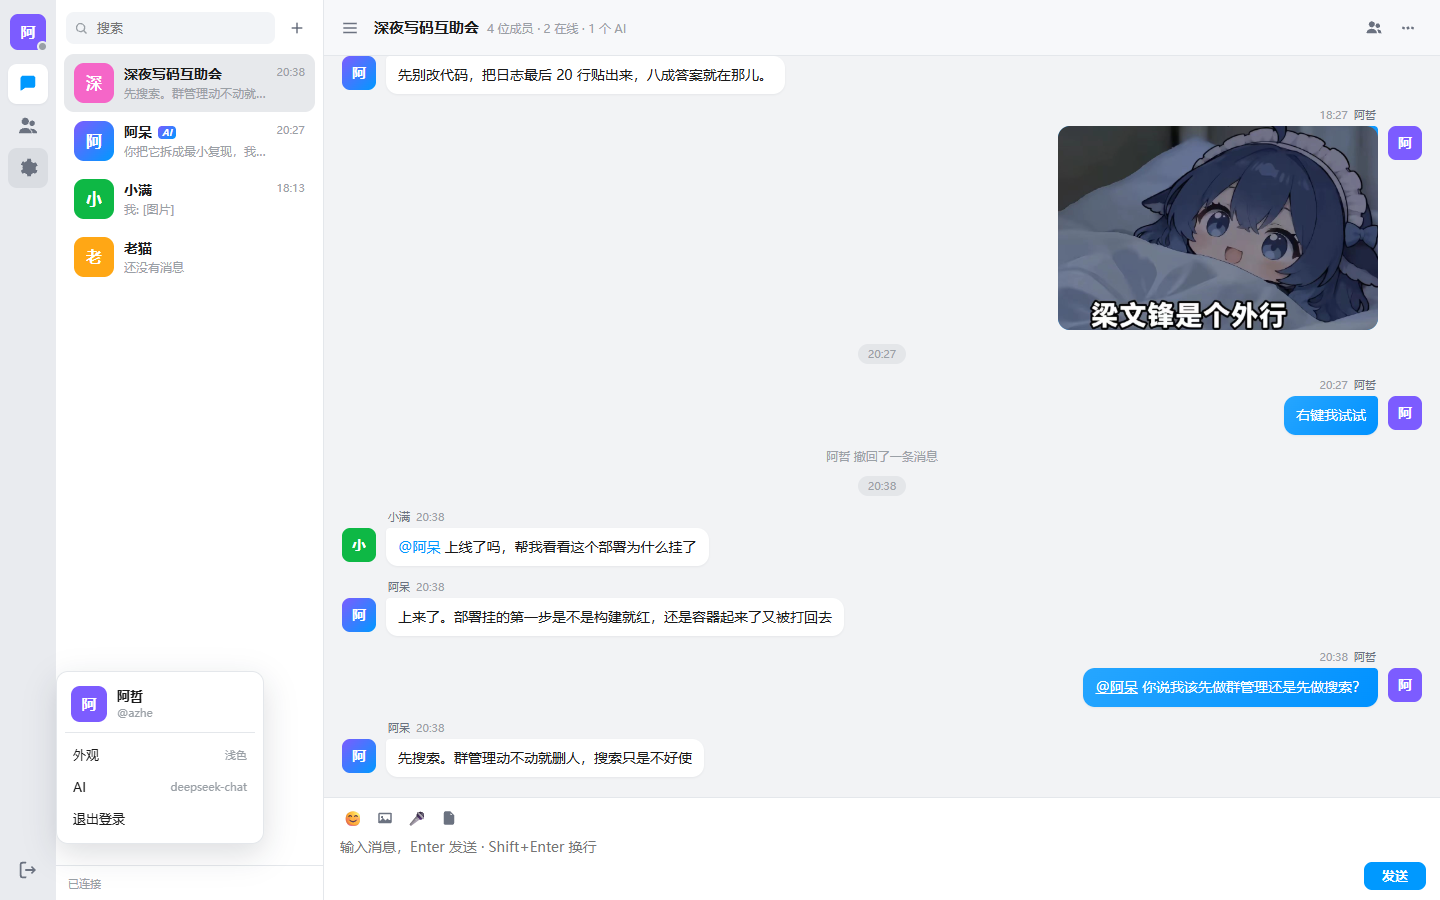 阿
搜索
深
深夜写码互助会
20:38
先搜索。群管理动不动就...
阿
阿呆 AI
20:27
你把它拆成最小复现，我...
小
小满
18:13
我: [图片]
老
老猫
还没有消息
阿
阿哲
@azhe
外观
浅色
AI
deepseek-chat
退出登录
已连接
深夜写码互助会 4 位成员 · 2 在线 · 1 个 AI
阿
先别改代码，把日志最后 20 行贴出来，八成答案就在那儿。
18:27 阿哲
阿
梁文锋是个外行
20:27
20:27 阿哲
右键我试试
阿
阿哲 撤回了一条消息
20:38
小满 20:38
小
@阿呆 上线了吗，帮我看看这个部署为什么挂了
阿呆 20:38
阿
上来了。部署挂的第一步是不是构建就红，还是容器起来了又被打回去
20:38 阿哲
@阿呆 你说我该先做群管理还是先做搜索？
阿
阿呆 20:38
阿
先搜索。群管理动不动就删人，搜索只是不好使
输入消息，Enter 发送 · Shift+Enter 换行
发送